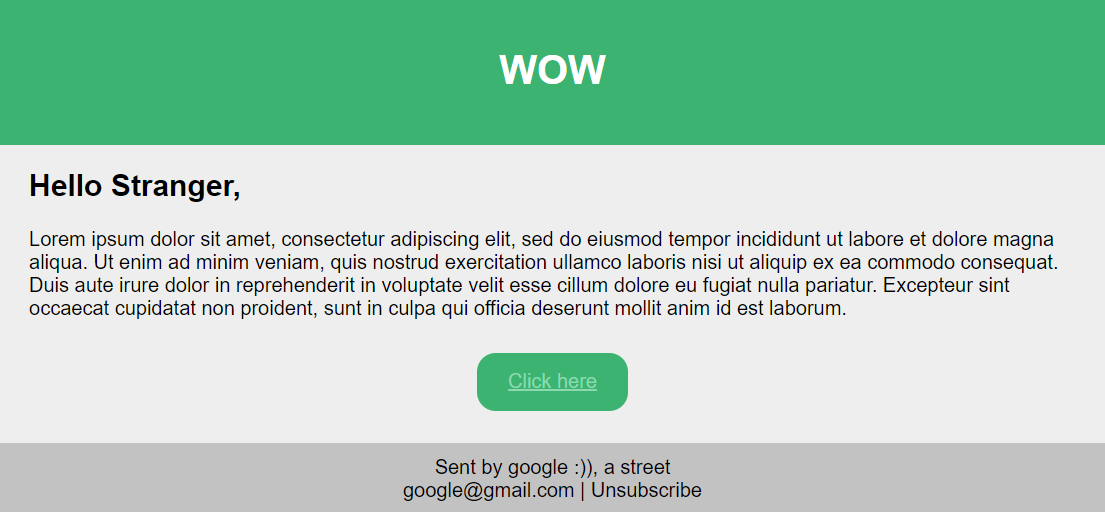 WOW
Hello Stranger,
Lorem ipsum dolor sit amet, consectetur adipiscing elit, sed do eiusmod tempor incididunt ut labore et dolore magna
aliqua. Ut enim ad minim veniam, quis nostrud exercitation ullamco laboris nisi ut aliquip ex ea commodo consequat.
Duis aute irure dolor in reprehenderit in voluptate velit esse cillum dolore eu fugiat nulla pariatur. Excepteur sint
occaecat cupidatat non proident, sunt in culpa qui officia deserunt mollit anim id est laborum.
Click here
Sent by google :)), a street
google@gmail.com | Unsubscribe